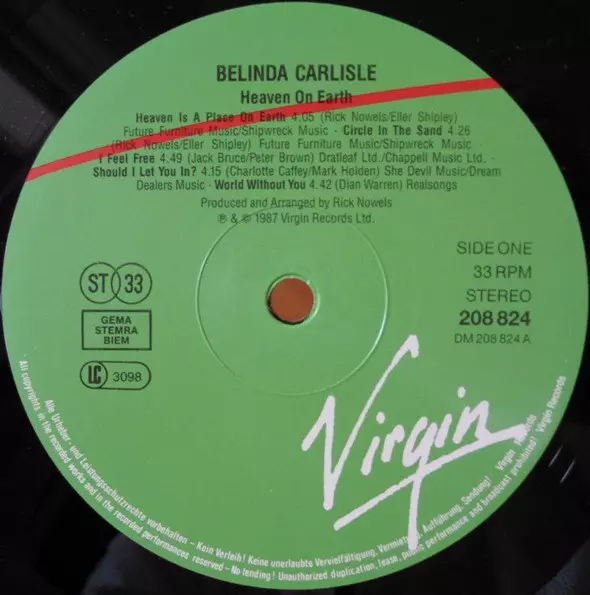 BELINDA CARLISLE
Heaven On Earth
Heaven Is A Place On Earth 4.05 (Rick Nowels/Eller Shipley)
Future Furniture Music/Shipwreck Music · Circle In The Sand 4.26
(Rick Nowels/Eller Shipley) Future Furniture Music/Shipwreck Music ·
I Feel Free 4.49 (Jack Bruce/Peter Brown) Dratleaf Ltd./Chappell Music Ltd. ·
Should I Let You In? 4.15 (Charlotte Caffey/Mark Holden) She Devil Music/Dream
Dealers Music · World Without You 4.42 (Dian Warren) Realsongs
Produced and Arranged by Rick Nowels
℗ & © 1987 Virgin Records Ltd.
SIDE ONE
33 RPM
STEREO
208 824
DM 208 824 A
ST 33
GEMA
STEMRA
BIEM
LC 3098
Virgin
Alle Urheber- und Leistungsschutzrechte vorbehalten – Kein Verleih! Keine unerlaubte Vervielfältigung, Vermietung, Aufführung, Sendung! Virgin Records
All copyrights in the recorded works and in the recorded performances reserved – No lending! Unauthorized duplication, lease, public performance and broadcast prohibited! Virgin Records